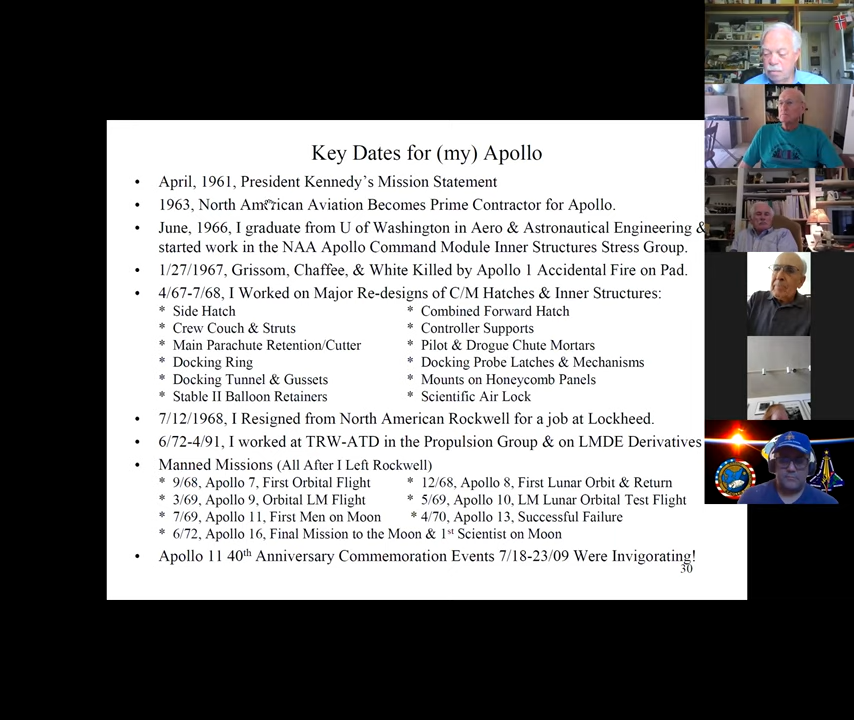 Key Dates for (my) Apollo
• April, 1961, President Kennedy’s Mission Statement
• 1963, North American Aviation Becomes Prime Contractor for Apollo.
• June, 1966, I graduate from U of Washington in Aero & Astronautical Engineering &
started work in the NAA Apollo Command Module Inner Structures Stress Group.
• 1/27/1967, Grissom, Chaffee, & White Killed by Apollo 1 Accidental Fire on Pad.
• 4/67-7/68, I Worked on Major Re-designs of C/M Hatches & Inner Structures:
* Side Hatch * Combined Forward Hatch
* Crew Couch & Struts * Controller Supports
* Main Parachute Retention/Cutter * Pilot & Drogue Chute Mortars
* Docking Ring * Docking Probe Latches & Mechanisms
* Docking Tunnel & Gussets * Mounts on Honeycomb Panels
* Stable II Balloon Retainers * Scientific Air Lock
• 7/12/1968, I Resigned from North American Rockwell for a job at Lockheed.
• 6/72-4/91, I worked at TRW-ATD in the Propulsion Group & on LMDE Derivatives
• Manned Missions (All After I Left Rockwell)
* 9/68, Apollo 7, First Orbital Flight * 12/68, Apollo 8, First Lunar Orbit & Return
* 3/69, Apollo 9, Orbital LM Flight * 5/69, Apollo 10, LM Lunar Orbital Test Flight
* 7/69, Apollo 11, First Men on Moon * 4/70, Apollo 13, Successful Failure
* 6/72, Apollo 16, Final Mission to the Moon & 1st Scientist on Moon
• Apollo 11 40th Anniversary Commemoration Events 7/18-23/09 Were Invigorating!
30